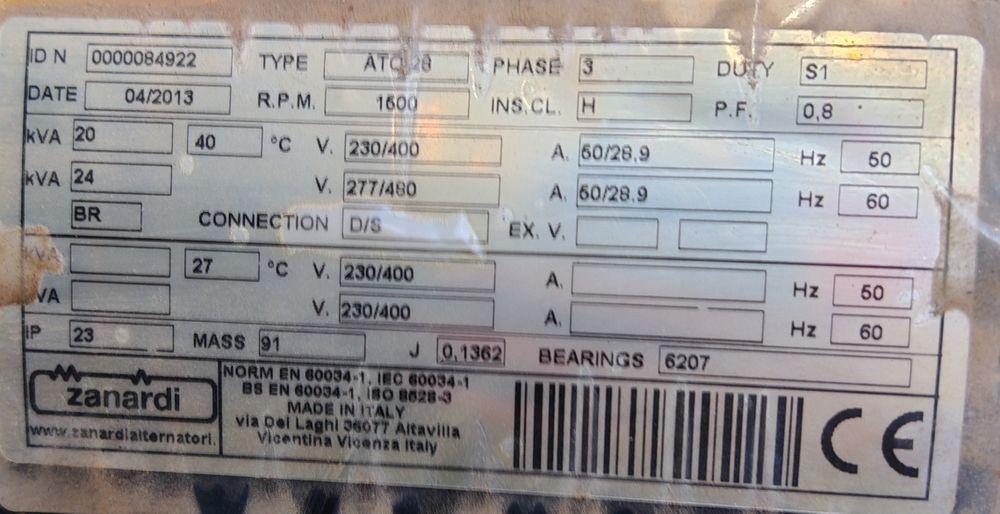 ID N 0000084922 TYPE ATO 28 PHASE 3 DUTY S1
DATE 04/2013 R.P.M. 1500 INS.CL. H P.F. 0,8
kVA 20 40 °C V. 230/400 A. 50/28,9 Hz 50
kVA 24 V. 277/480 A. 50/28,9 Hz 60
BR CONNECTION D/S EX. V.
kVA 27 °C V. 230/400 A. Hz 50
VA V. 230/400 A. Hz 60
IP 23 MASS 91 J 0,1362 BEARINGS 6207
zanardi
www.zanardialternatori.
NORM EN 60034-1, IEC 60034-1
BS EN 60034-1, ISO 8528-3
MADE IN ITALY
via Dei Laghi 36077 Altavilla
Vicentina Vicenza Italy
CE